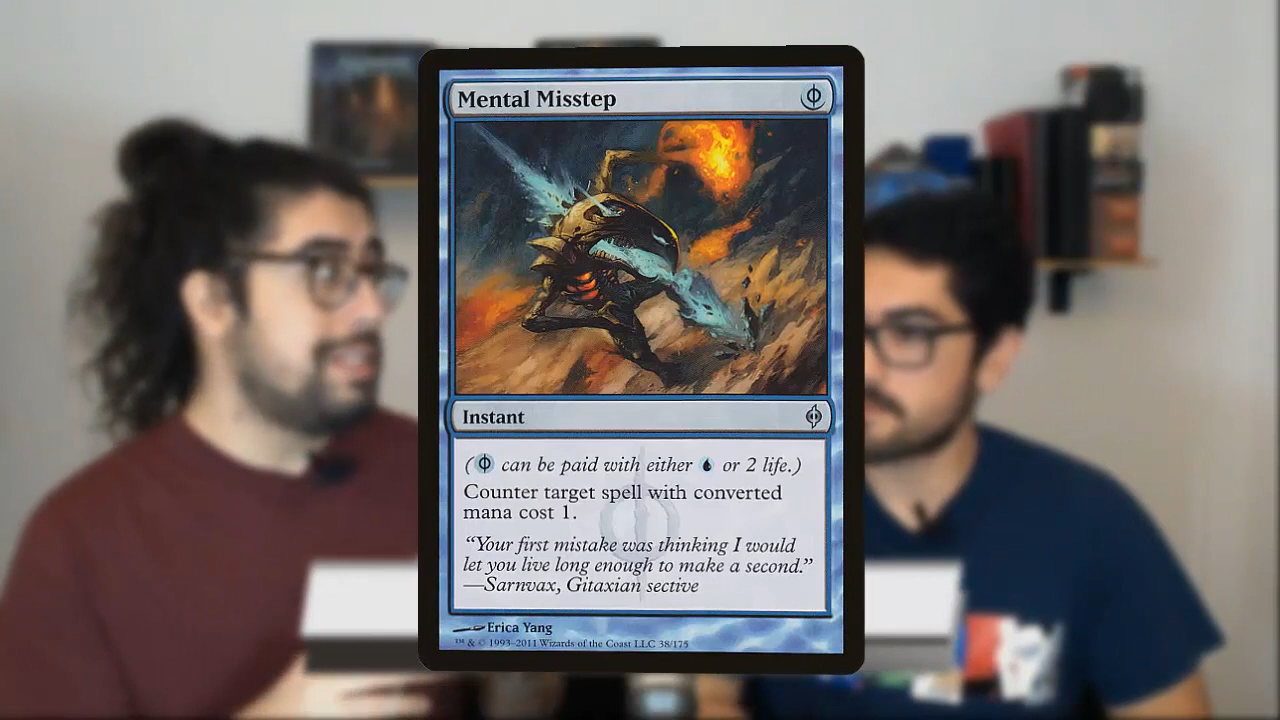 Mental Misstep
Instant
( can be paid with either or 2 life.)
Counter target spell with converted
mana cost 1.
“Your first mistake was thinking I would
let you live long enough to make a second.”
—Sarnvax, Gitaxian sective
Erica Yang
™ & © 1993–2011 Wizards of the Coast LLC 38/175